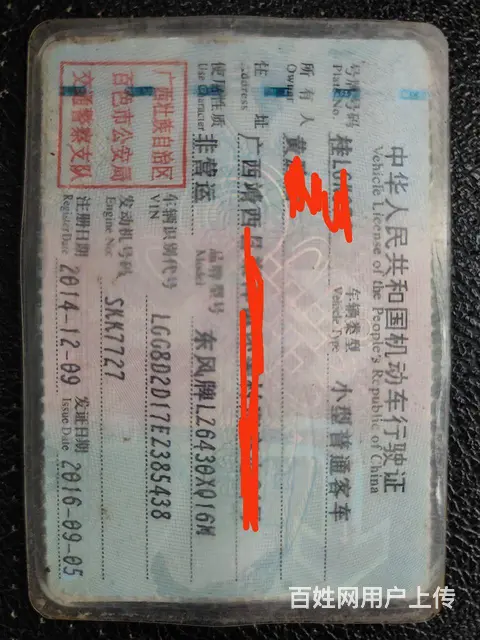 中华人民共和国机动车行驶证
Vehicle License of the People's Republic of China
号牌号码
Plate No.
桂L
车辆类型
Vehicle Type
小型普通客车
所有人
Owner
黄
住址
Address
广西靖西
使用性质
Use Character
非营运
品牌型号
Model
东风牌LZ6430XQ16M
广西壮族自治区
百色市公安局
交通警察支队
车辆识别代号
VIN
LGG8D2D17EZ385438
发动机号码
Engine No.
SKK7727
注册日期
Register Date
2014-12-09
发证日期
Issue Date
2016-09-05
百姓网用户上传